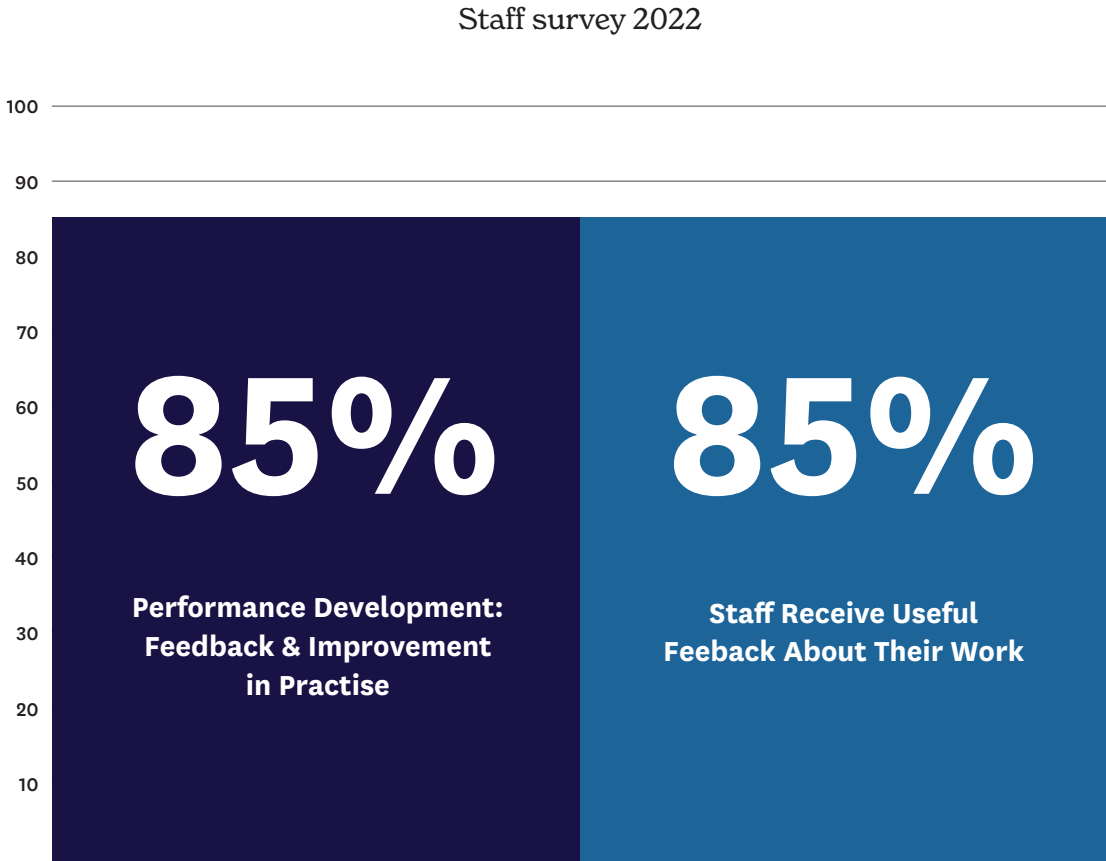 Staff survey 2022
100
90
80
70
60
50
40
30
20
10
85%
Performance Development:
Feedback & Improvement
in Practise
85%
Staff Receive Useful
Feeback About Their Work